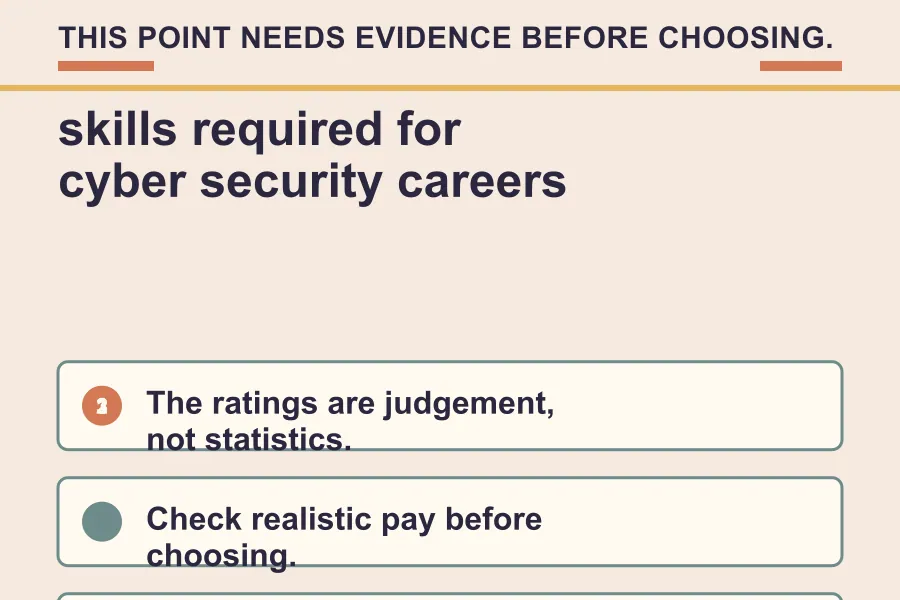 THIS POINT NEEDS EVIDENCE BEFORE CHOOSING.
skills required for
cyber security careers
The ratings are judgement,
not statistics.
Check realistic pay before
choosing.